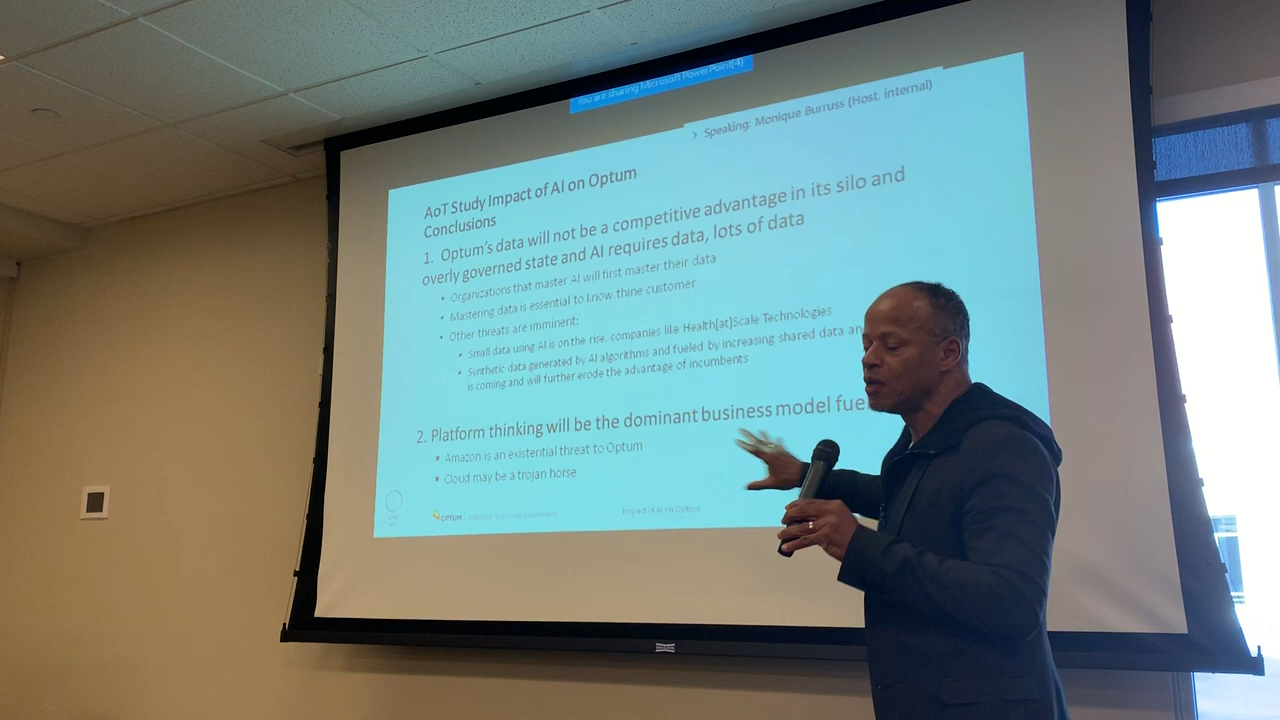 You are sharing Microsoft PowerPoint[4]
Speaking: Monique Burruss (Host, internal)
AoT Study Impact of AI on Optum
Conclusions
1. Optum's data will not be a competitive advantage in its silo and
overly governed state and AI requires data, lots of data
• Organizations that master AI will first master their data
• Mastering data is essential to know thine customer
• Other threats are imminent:
• Small data using AI is on the rise, companies like Health[at]Scale Technologies
• Synthetic data generated by AI algorithms and fueled by increasing shared data
is coming and will further erode the advantage of incumbents
2. Platform thinking will be the dominant business model
▪ Amazon is an existential threat to Optum
▪ Cloud may be a trojan horse
OPTUM
Impact of AI on Optum